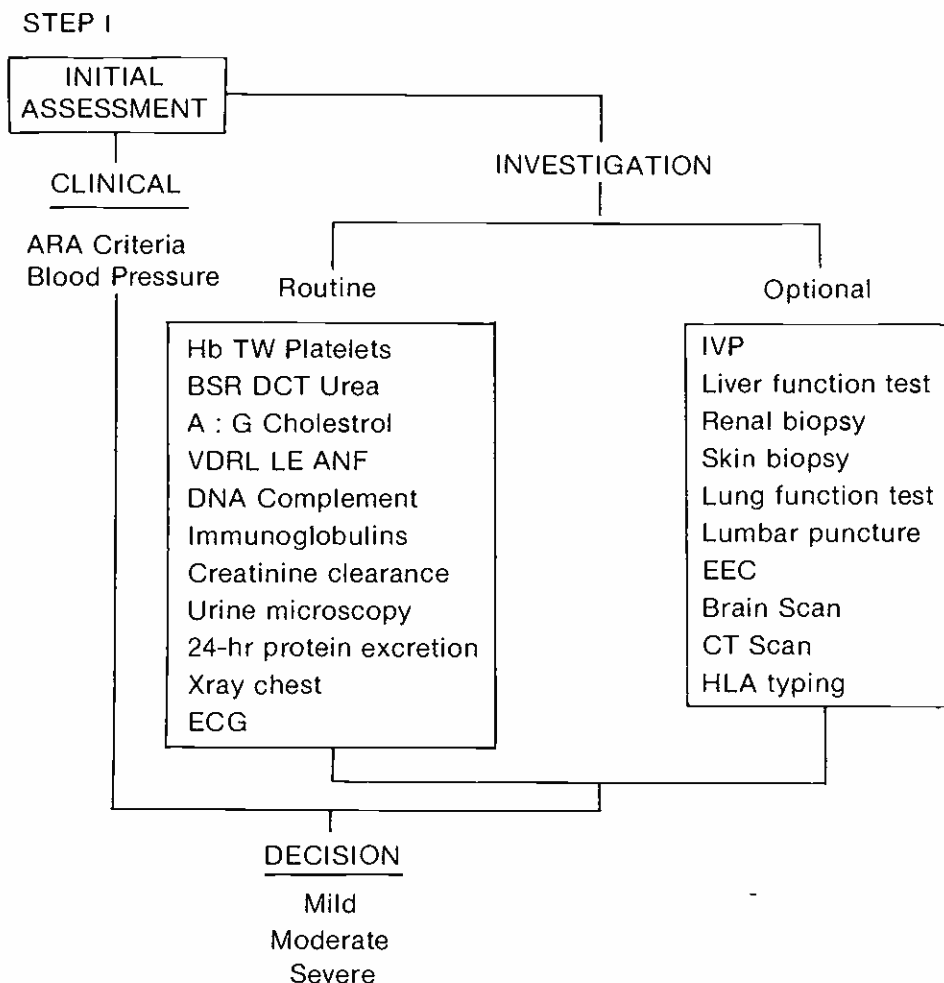 STEP I
INITIAL
ASSESSMENT
CLINICAL
ARA Criteria
Blood Pressure
INVESTIGATION
Routine
Hb TW Platelets
BSR DCT Urea
A : G Cholestrol
VDRL LE ANF
DNA Complement
Immunoglobulins
Creatinine clearance
Urine microscopy
24-hr protein excretion
Xray chest
ECG
Optional
IVP
Liver function test
Renal biopsy
Skin biopsy
Lung function test
Lumbar puncture
EEC
Brain Scan
CT Scan
HLA typing
DECISION
Mild
Moderate
Severe